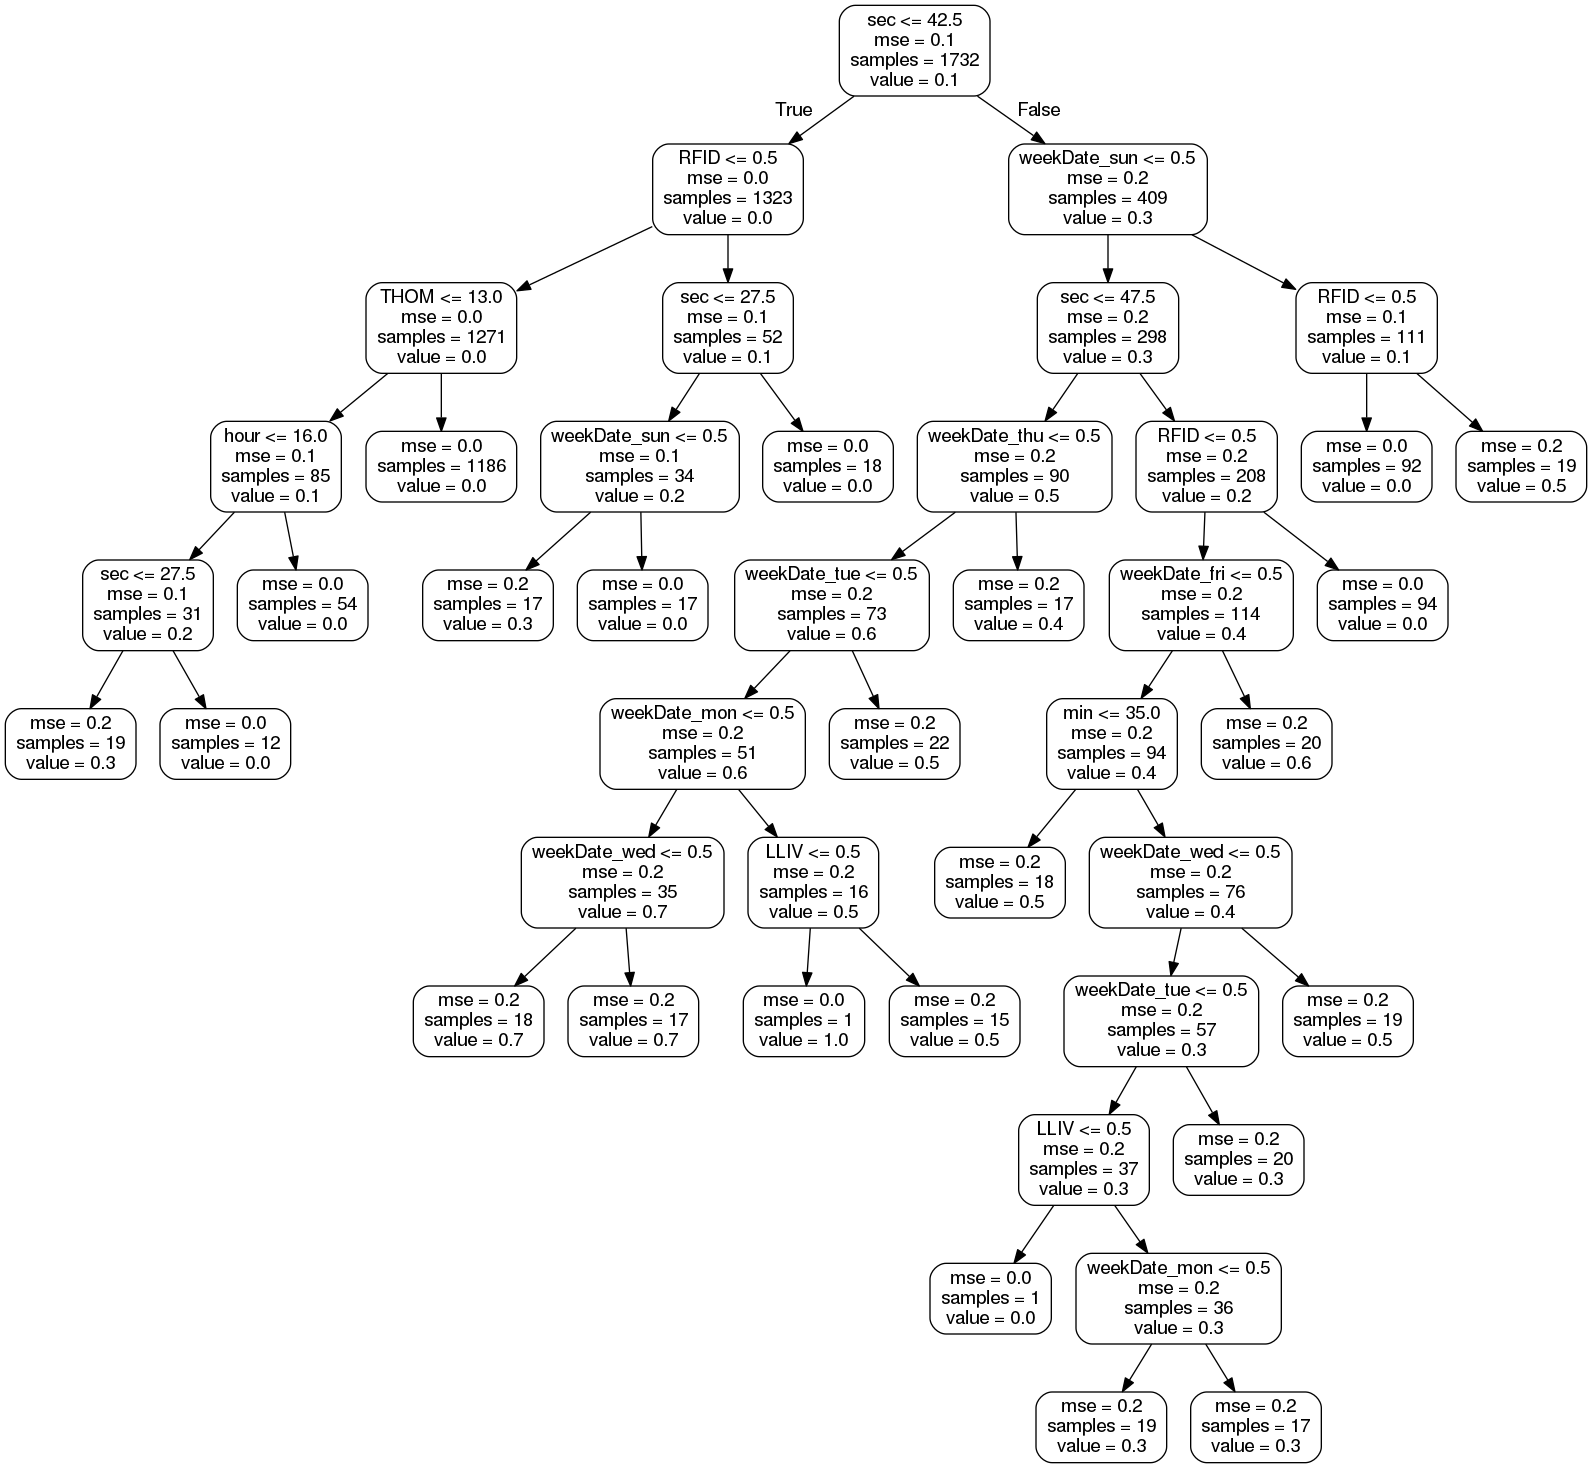 sec <= 42.5
mse = 0.1
samples = 1732
value = 0.1
True
False
RFID <= 0.5
mse = 0.0
samples = 1323
value = 0.0
weekDate_sun <= 0.5
mse = 0.2
samples = 409
value = 0.3
THOM <= 13.0
mse = 0.0
samples = 1271
value = 0.0
sec <= 27.5
mse = 0.1
samples = 52
value = 0.1
sec <= 47.5
mse = 0.2
samples = 298
value = 0.3
RFID <= 0.5
mse = 0.1
samples = 111
value = 0.1
hour <= 16.0
mse = 0.1
samples = 85
value = 0.1
mse = 0.0
samples = 1186
value = 0.0
weekDate_sun <= 0.5
mse = 0.1
samples = 34
value = 0.2
mse = 0.0
samples = 18
value = 0.0
weekDate_thu <= 0.5
mse = 0.2
samples = 90
value = 0.5
RFID <= 0.5
mse = 0.2
samples = 208
value = 0.2
mse = 0.0
samples = 92
value = 0.0
mse = 0.2
samples = 19
value = 0.5
sec <= 27.5
mse = 0.1
samples = 31
value = 0.2
mse = 0.0
samples = 54
value = 0.0
mse = 0.2
samples = 17
value = 0.3
mse = 0.0
samples = 17
value = 0.0
weekDate_tue <= 0.5
mse = 0.2
samples = 73
value = 0.6
mse = 0.2
samples = 17
value = 0.4
weekDate_fri <= 0.5
mse = 0.2
samples = 114
value = 0.4
mse = 0.0
samples = 94
value = 0.0
mse = 0.2
samples = 19
value = 0.3
mse = 0.0
samples = 12
value = 0.0
weekDate_mon <= 0.5
mse = 0.2
samples = 51
value = 0.6
mse = 0.2
samples = 22
value = 0.5
min <= 35.0
mse = 0.2
samples = 94
value = 0.4
mse = 0.2
samples = 20
value = 0.6
weekDate_wed <= 0.5
mse = 0.2
samples = 35
value = 0.7
LLIV <= 0.5
mse = 0.2
samples = 16
value = 0.5
mse = 0.2
samples = 18
value = 0.5
weekDate_wed <= 0.5
mse = 0.2
samples = 76
value = 0.4
mse = 0.2
samples = 18
value = 0.7
mse = 0.2
samples = 17
value = 0.7
mse = 0.0
samples = 1
value = 1.0
mse = 0.2
samples = 15
value = 0.5
weekDate_tue <= 0.5
mse = 0.2
samples = 57
value = 0.3
mse = 0.2
samples = 19
value = 0.5
LLIV <= 0.5
mse = 0.2
samples = 37
value = 0.3
mse = 0.2
samples = 20
value = 0.3
mse = 0.0
samples = 1
value = 0.0
weekDate_mon <= 0.5
mse = 0.2
samples = 36
value = 0.3
mse = 0.2
samples = 19
value = 0.3
mse = 0.2
samples = 17
value = 0.3